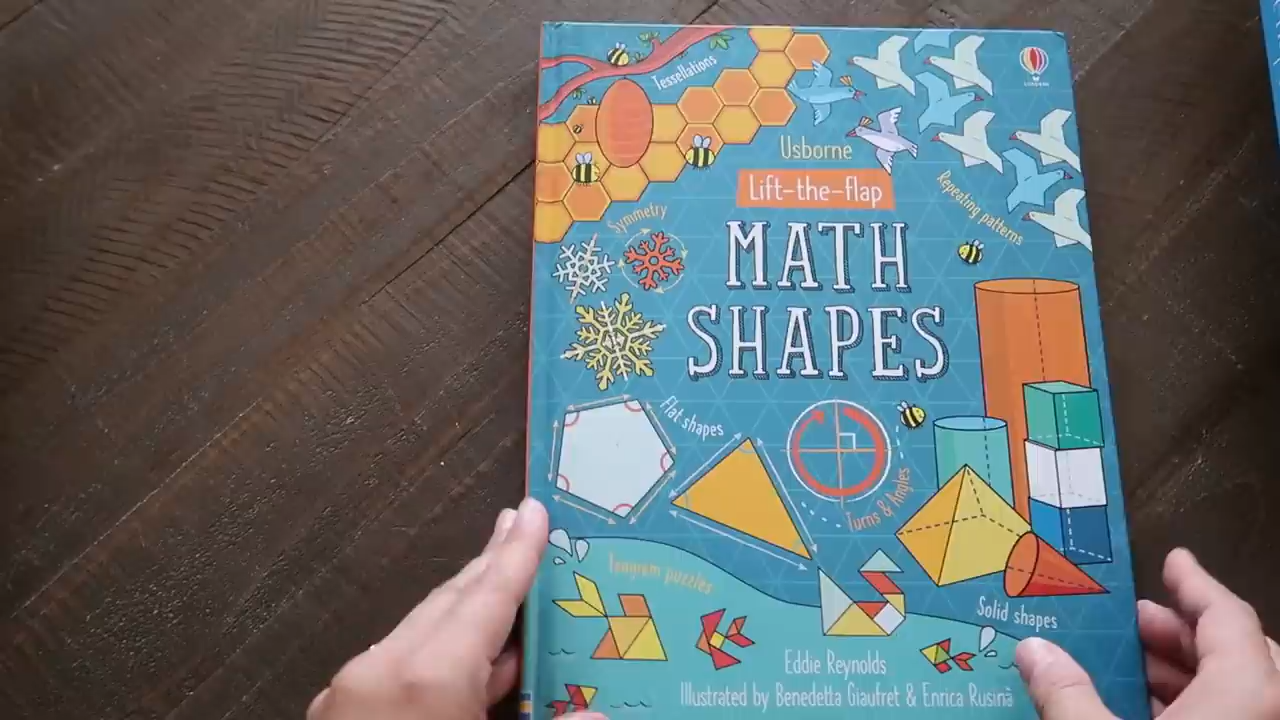 Tessellations
Usborne
Lift-the-flap
MATH
SHAPES
Repeating patterns
Symmetry
Flat shapes
Turns & Angles
Tangram puzzles
Solid shapes
Eddie Reynolds
Illustrated by Benedetta Giaufret & Enrica Rusinà